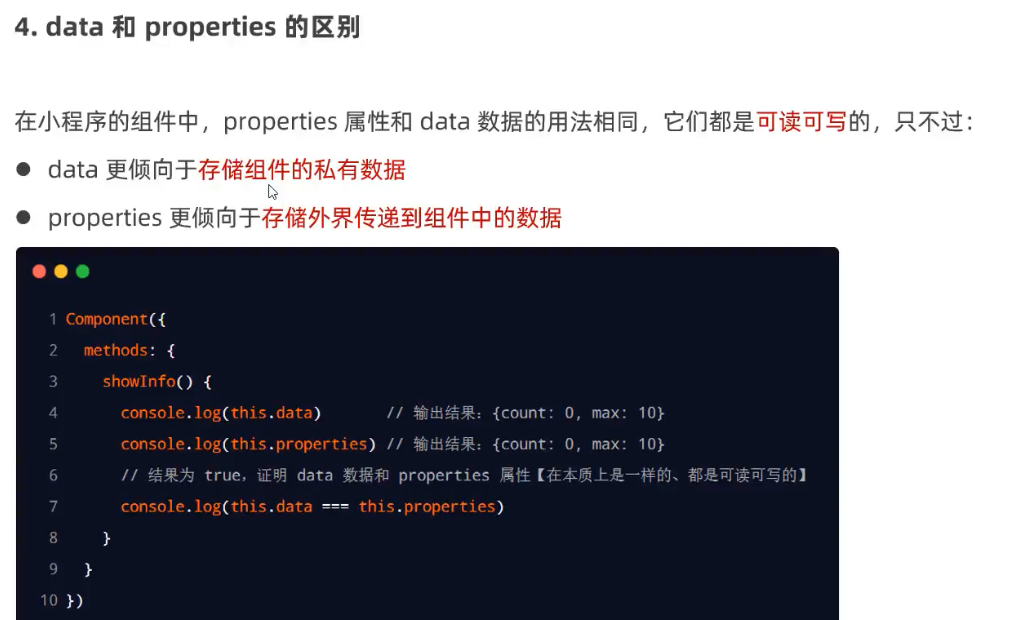 4. data 和 properties 的区别
在小程序的组件中，properties 属性和 data 数据的用法相同，它们都是可读可写的，只不过：
● data 更倾向于存储组件的私有数据
● properties 更倾向于存储外界传递到组件中的数据
1 Component({
2 methods: {
3 showInfo() {
4 console.log(this.data) // 输出结果：{count: 0, max: 10}
5 console.log(this.properties) // 输出结果：{count: 0, max: 10}
6 // 结果为 true，证明 data 数据和 properties 属性【在本质上是一样的、都是可读可写的】
7 console.log(this.data === this.properties)
8 }
9 }
10 })